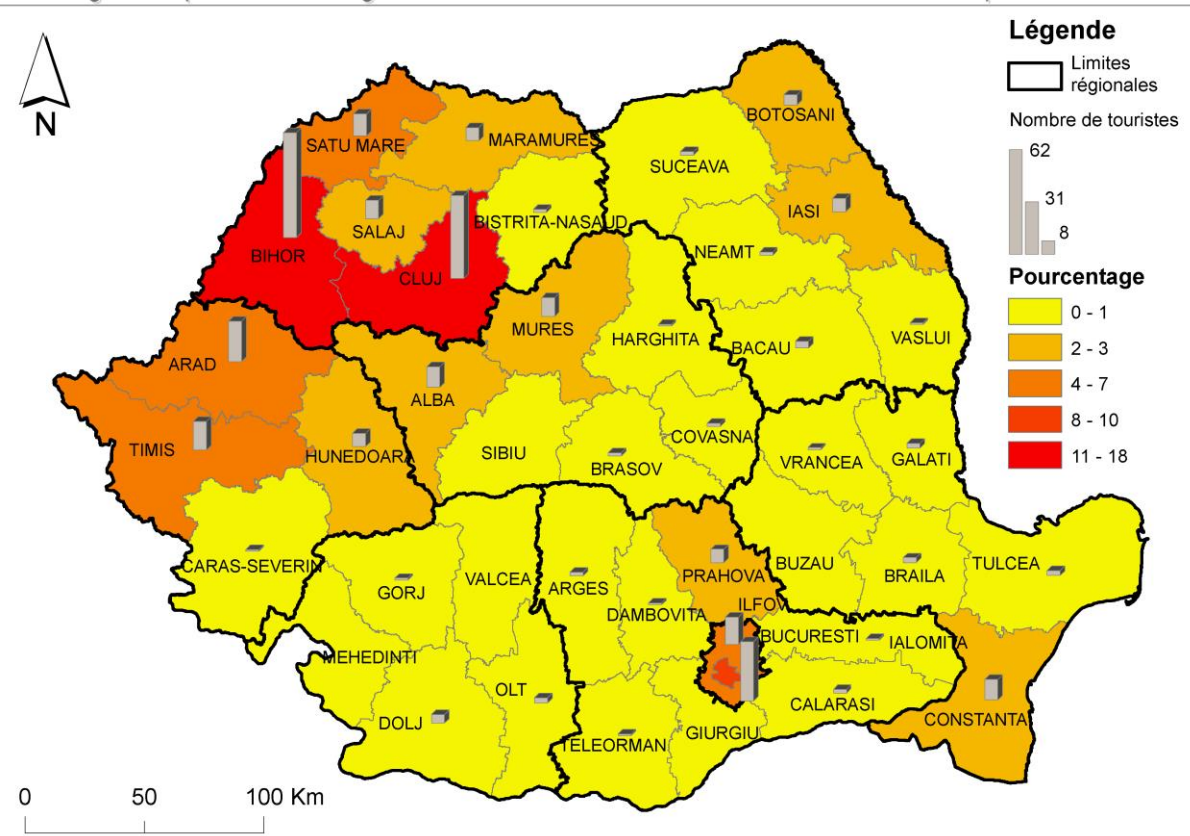 Légende
Limites
régionales
Nombre de touristes
62
31
8
Pourcentage
0 - 1
2 - 3
4 - 7
8 - 10
11 - 18
N
BOTOSANI
SATU MARE
MARAMURES
SUCEAVA
IASI
SALAJ
BISTRITA-NASAUD
BIHOR
CLUJ
NEAMT
MURES
HARGHITA
BACAU
VASLUI
ARAD
ALBA
TIMIS
HUNEDOARA
SIBIU
BRASOV
COVASNA
VRANCEA
GALATI
CARAS-SEVERIN
GORJ
VALCEA
ARGES
PRAHOVA
BUZAU
BRAILA
TULCEA
DAMBOVITA
ILFOV
BUCURESTI
IALOMITA
MEHEDINTI
OLT
DOLJ
CALARASI
CONSTANTA
TELEORMAN
GIURGIU
0 50 100 Km